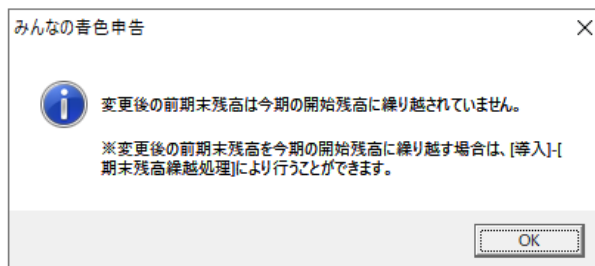 みんなの青色申告
変更後の前期末残高は今期の開始残高に繰り越されていません。
※変更後の前期末残高を今期の開始残高に繰り越す場合は、[導入]-[
期末残高繰越処理]により行うことができます。
OK